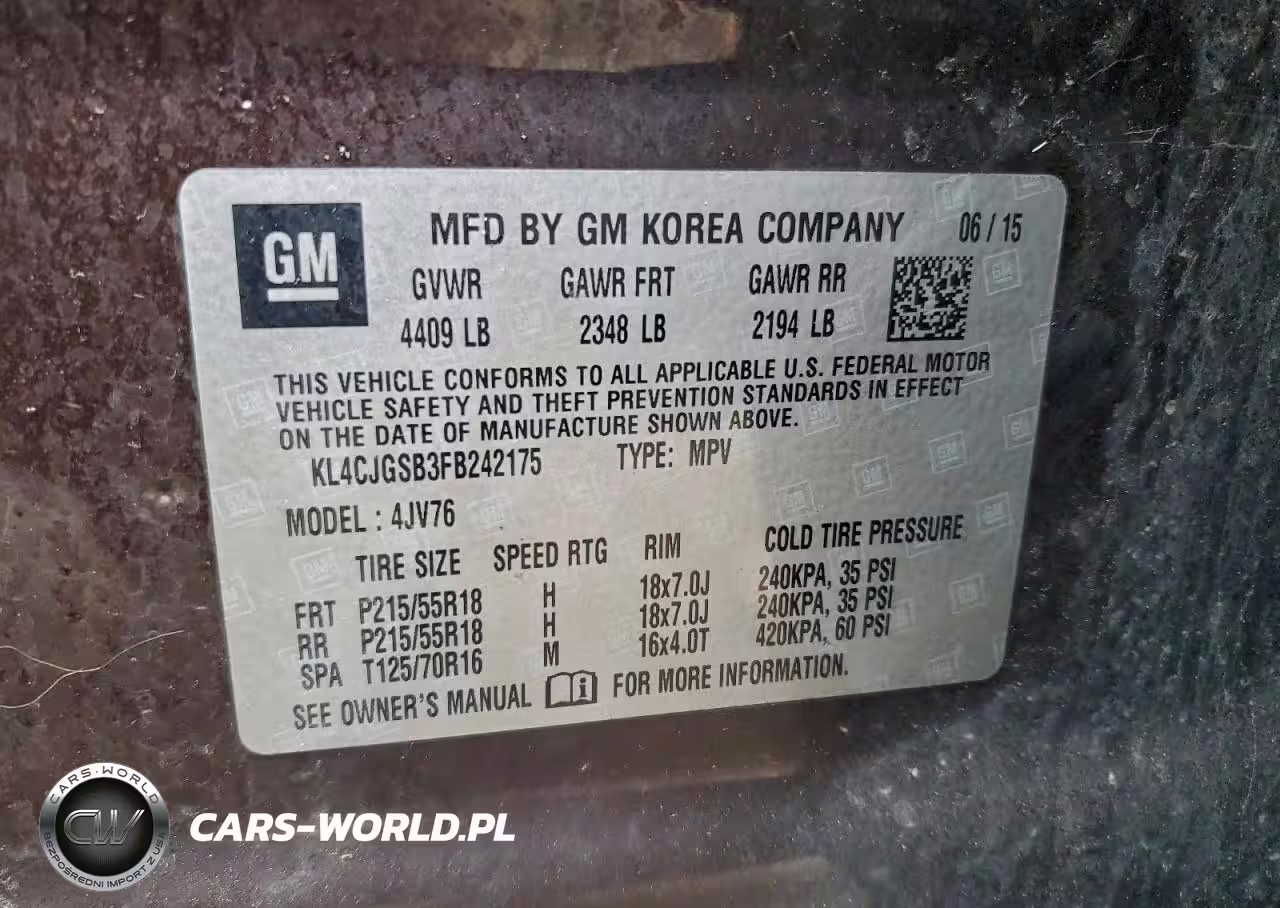 GM
MFD BY GM KOREA COMPANY 06 / 15
GVWR GAWR FRT GAWR RR
4409 LB 2348 LB 2194 LB
THIS VEHICLE CONFORMS TO ALL APPLICABLE U.S. FEDERAL MOTOR
VEHICLE SAFETY AND THEFT PREVENTION STANDARDS IN EFFECT
ON THE DATE OF MANUFACTURE SHOWN ABOVE.
KL4CJGSB3FB242175 TYPE: MPV
MODEL : 4JV76
TIRE SIZE SPEED RTG RIM COLD TIRE PRESSURE
FRT P215/55R18 H 18x7.0J 240KPA, 35 PSI
RR P215/55R18 H 18x7.0J 240KPA, 35 PSI
SPA T125/70R16 M 16x4.0T 420KPA, 60 PSI
SEE OWNER'S MANUAL FOR MORE INFORMATION.
CARS-WORLD
CW
BEZPOŚREDNI IMPORT Z USA
CARS-WORLD.PL